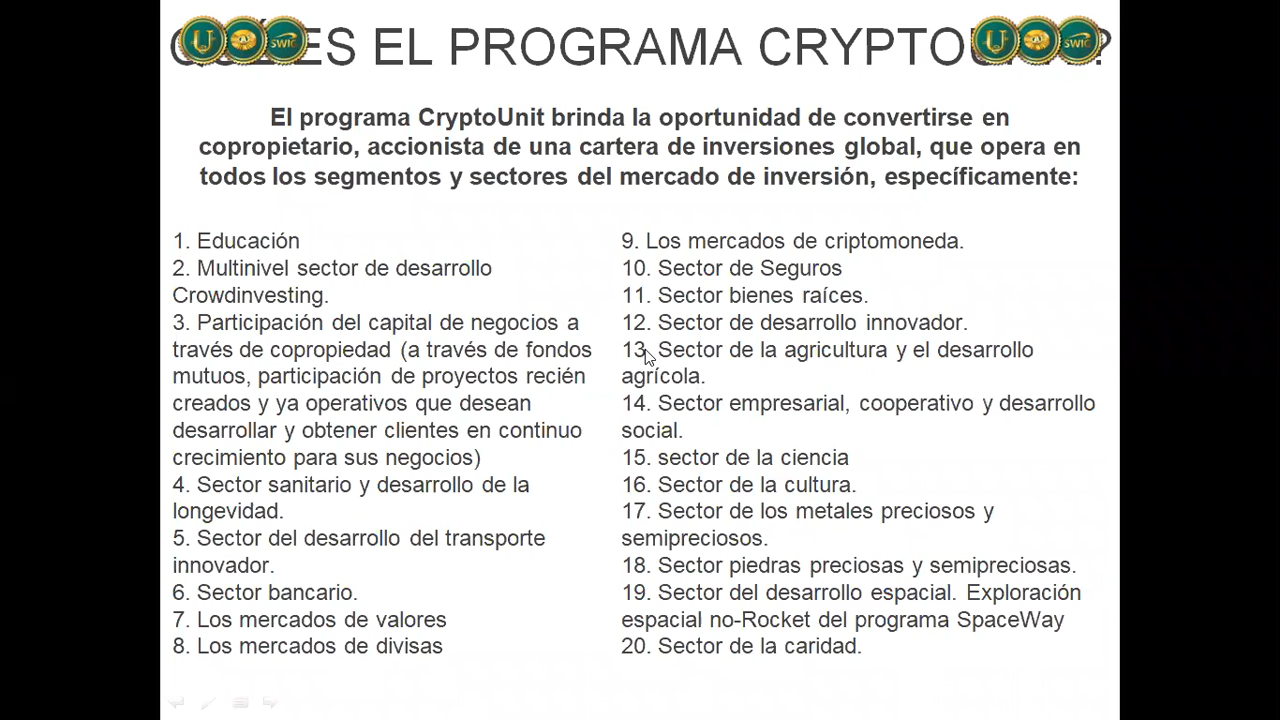 ES EL PROGRAMA CRYPTO ?
U SWIC U SWIC
El programa CryptoUnit brinda la oportunidad de convertirse en
copropietario, accionista de una cartera de inversiones global, que opera en
todos los segmentos y sectores del mercado de inversión, específicamente:
1. Educación
2. Multinivel sector de desarrollo
Crowdinvesting.
3. Participación del capital de negocios a
través de copropiedad (a través de fondos
mutuos, participación de proyectos recién
creados y ya operativos que desean
desarrollar y obtener clientes en continuo
crecimiento para sus negocios)
4. Sector sanitario y desarrollo de la
longevidad.
5. Sector del desarrollo del transporte
innovador.
6. Sector bancario.
7. Los mercados de valores
8. Los mercados de divisas
9. Los mercados de criptomoneda.
10. Sector de Seguros
11. Sector bienes raíces.
12. Sector de desarrollo innovador.
13. Sector de la agricultura y el desarrollo
agrícola.
14. Sector empresarial, cooperativo y desarrollo
social.
15. sector de la ciencia
16. Sector de la cultura.
17. Sector de los metales preciosos y
semipreciosos.
18. Sector piedras preciosas y semipreciosas.
19. Sector del desarrollo espacial. Exploración
espacial no-Rocket del programa SpaceWay
20. Sector de la caridad.